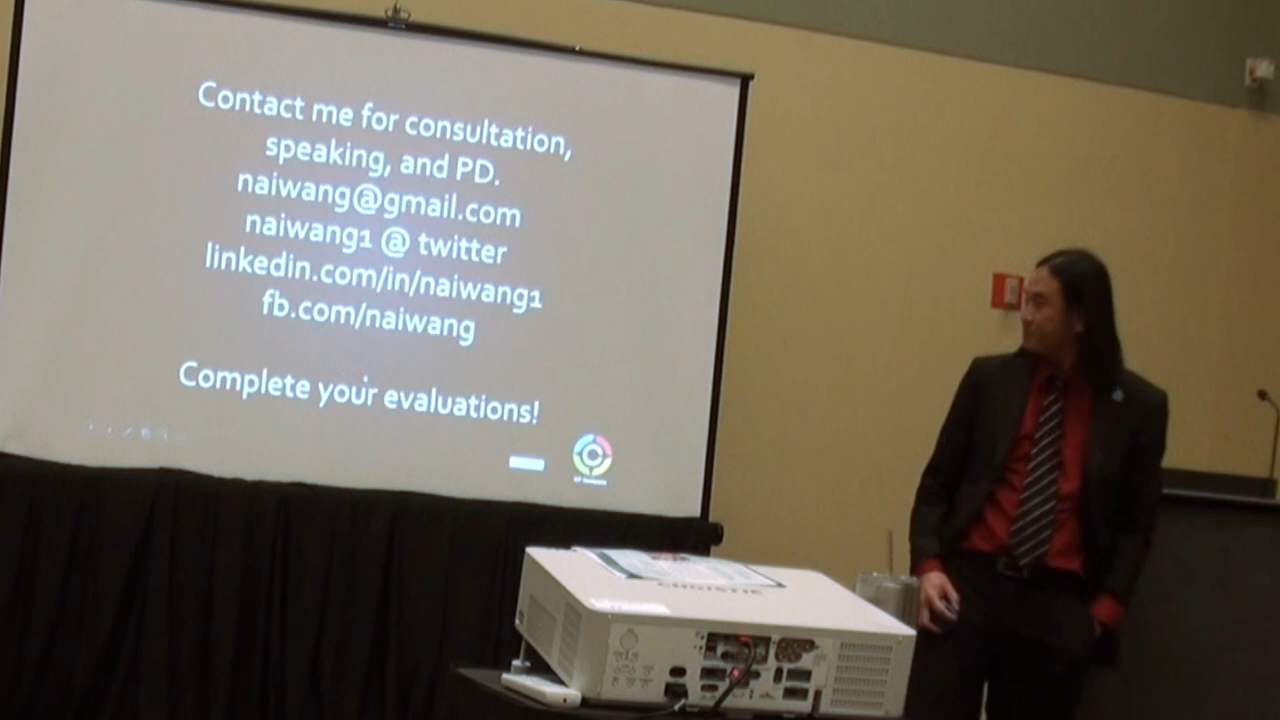 Contact me for consultation,
speaking, and PD.
naiwang@gmail.com
naiwang1 @ twitter
linkedin.com/in/naiwang1
fb.com/naiwang
Complete your evaluations!
CHRISTIE